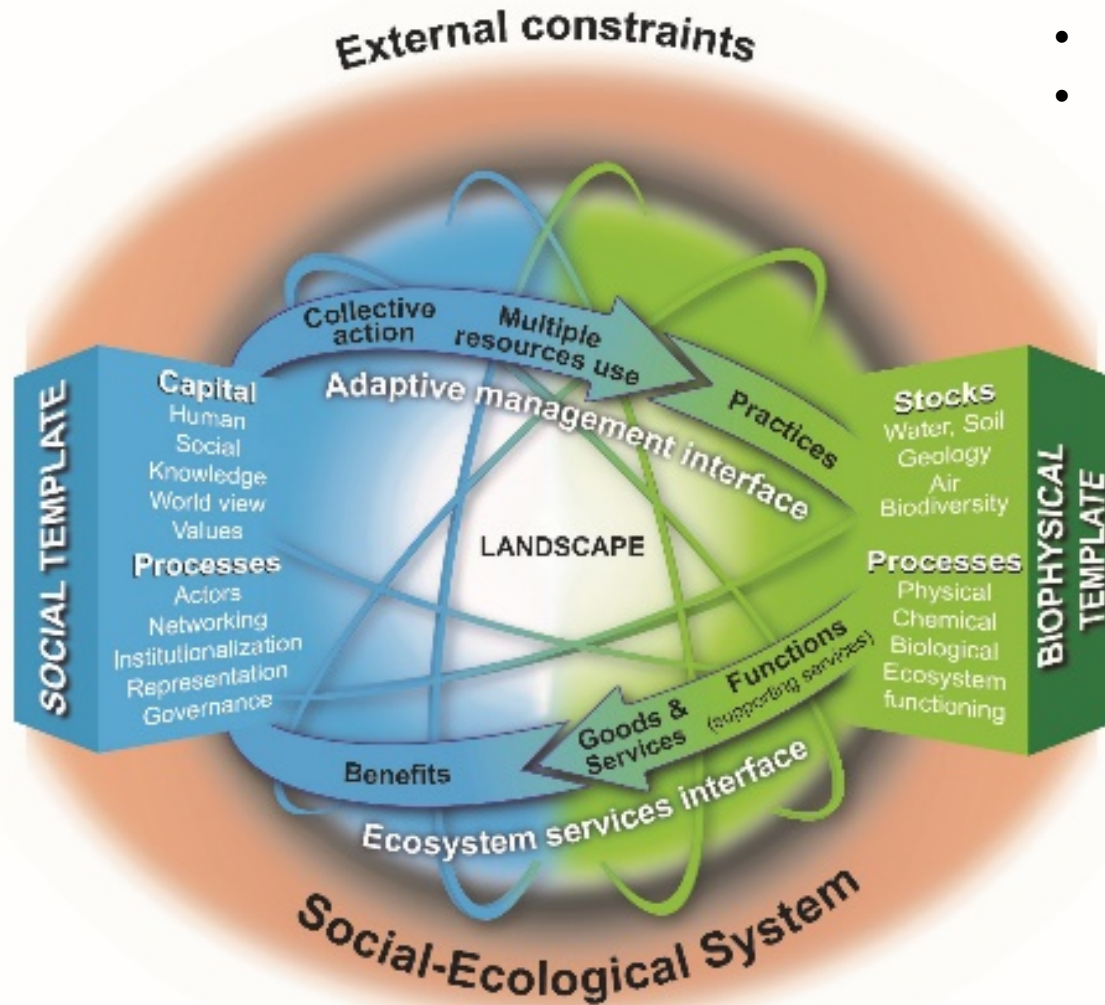 External constraints
•
•
SOCIAL TEMPLATE
Capital
Human
Social
Knowledge
World view
Values
Processes
Actors
Networking
Institutionalization
Representation
Governance
Collective
action
Multiple
resources use
Practices
Adaptive management interface
LANDSCAPE
Stocks
Water, Soil
Geology
Air
Biodiversity
Processes
Physical
Chemical
Biological
Ecosystem
functioning
BIOPHYSICAL
TEMPLATE
Functions
(supporting services)
Goods &
Services
Benefits
Ecosystem services interface
Social-Ecological System